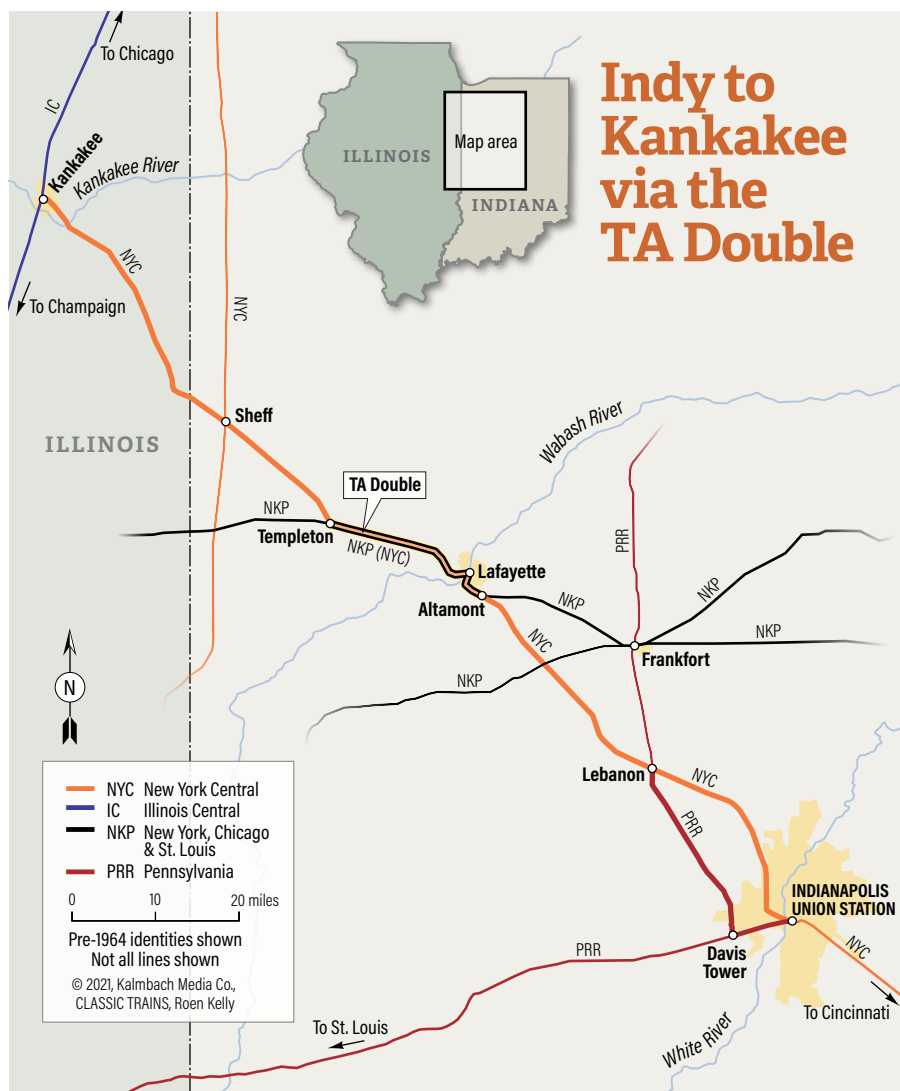 Indy to
Kankakee
via the
TA Double
To Chicago
IC
Kankakee
Kankakee River
NYC
To Champaign
NYC
ILLINOIS
Map area
INDIANA
Sheff
ILLINOIS
Wabash River
TA Double
NKP
Templeton
NKP (NYC)
Lafayette
Altamont
PRR
NKP
NKP
NKP
NYC
Frankfort
NKP
N
Lebanon
NYC
PRR
INDIANAPOLIS
UNION STATION
Davis
Tower
NYC
PRR
To Cincinnati
To St. Louis
White River
NYC New York Central
IC Illinois Central
NKP New York, Chicago
& St. Louis
PRR Pennsylvania
0 10 20 miles
Pre-1964 identities shown
Not all lines shown
© 2021, Kalmbach Media Co.,
CLASSIC TRAINS, Roen Kelly